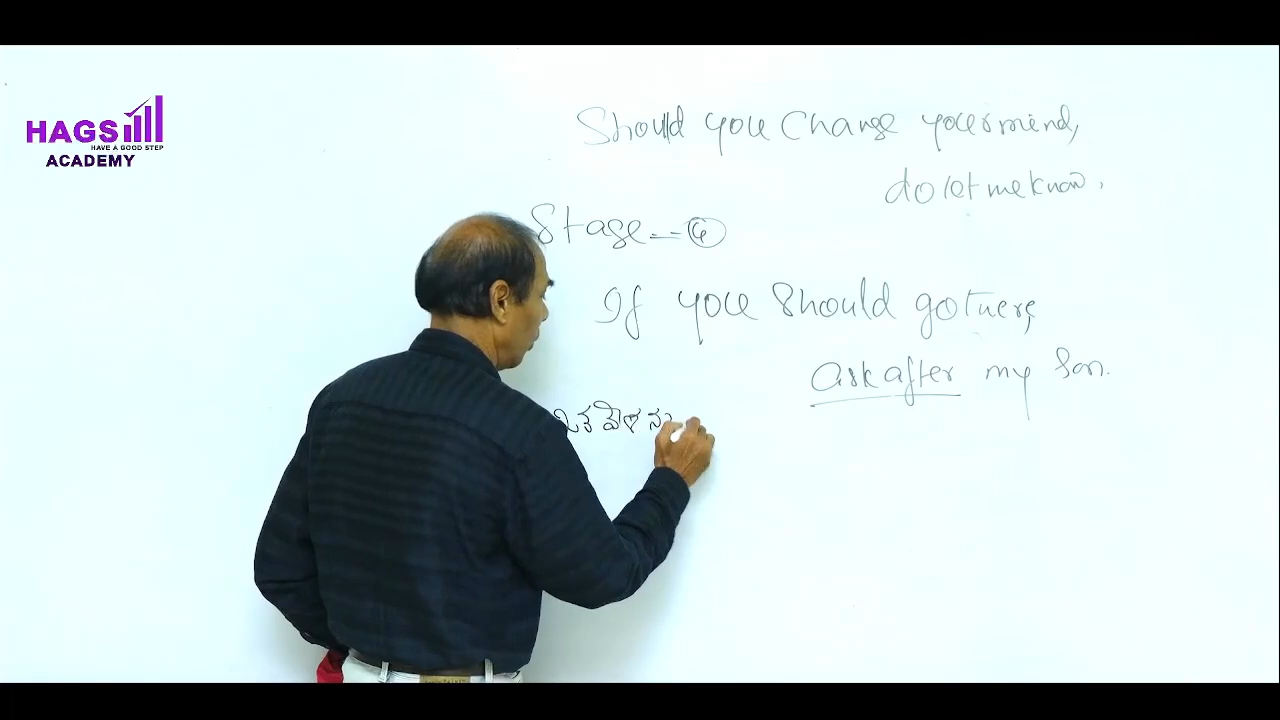 HAGS
HAVE A GOOD STEP
ACADEMY
Should you change your mind,
do let me know.
Stage-
If you should go there,
ask after my son.